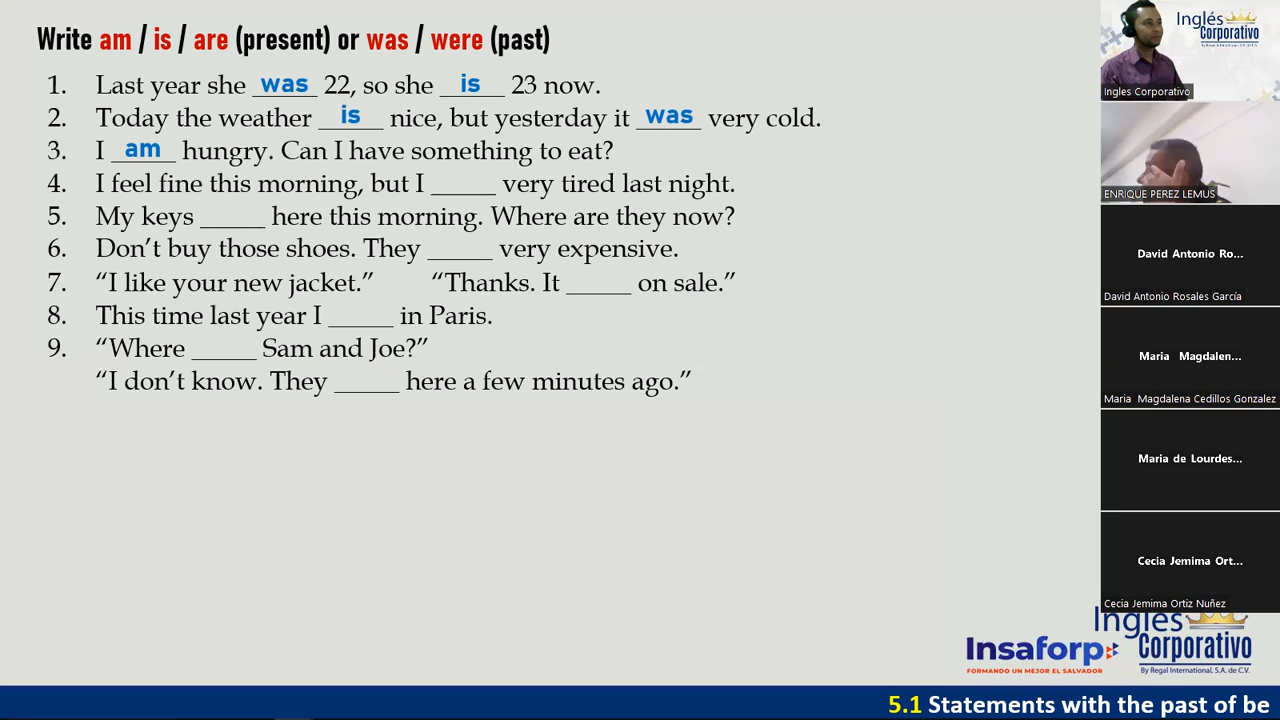 Write am / is / are (present) or was / were (past)
1. Last year she was 22, so she is 23 now.
2. Today the weather is nice, but yesterday it was very cold.
3. I am hungry. Can I have something to eat?
4. I feel fine this morning, but I _____ very tired last night.
5. My keys _____ here this morning. Where are they now?
6. Don’t buy those shoes. They _____ very expensive.
7. “I like your new jacket.” “Thanks. It _____ on sale.”
8. This time last year I _____ in Paris.
9. “Where _____ Sam and Joe?”
“I don’t know. They _____ here a few minutes ago.”
Inglés
Corporativo
By Regal International, S.A. de C.V.
Ingles Corporativo
ENRIQUE PEREZ LEMUS
David Antonio Ro...
David Antonio Rosales García
Maria Magdalen...
Maria Magdalena Cedillos Gonzalez
Maria de Lourdes...
Cecia Jemima Ort...
Cecia Jemima Ortiz Nuñez
Insaforp
FORMANDO UN MEJOR EL SALVADOR
Inglés
Corporativo
By Regal International, S.A. de C.V.
5.1 Statements with the past of be